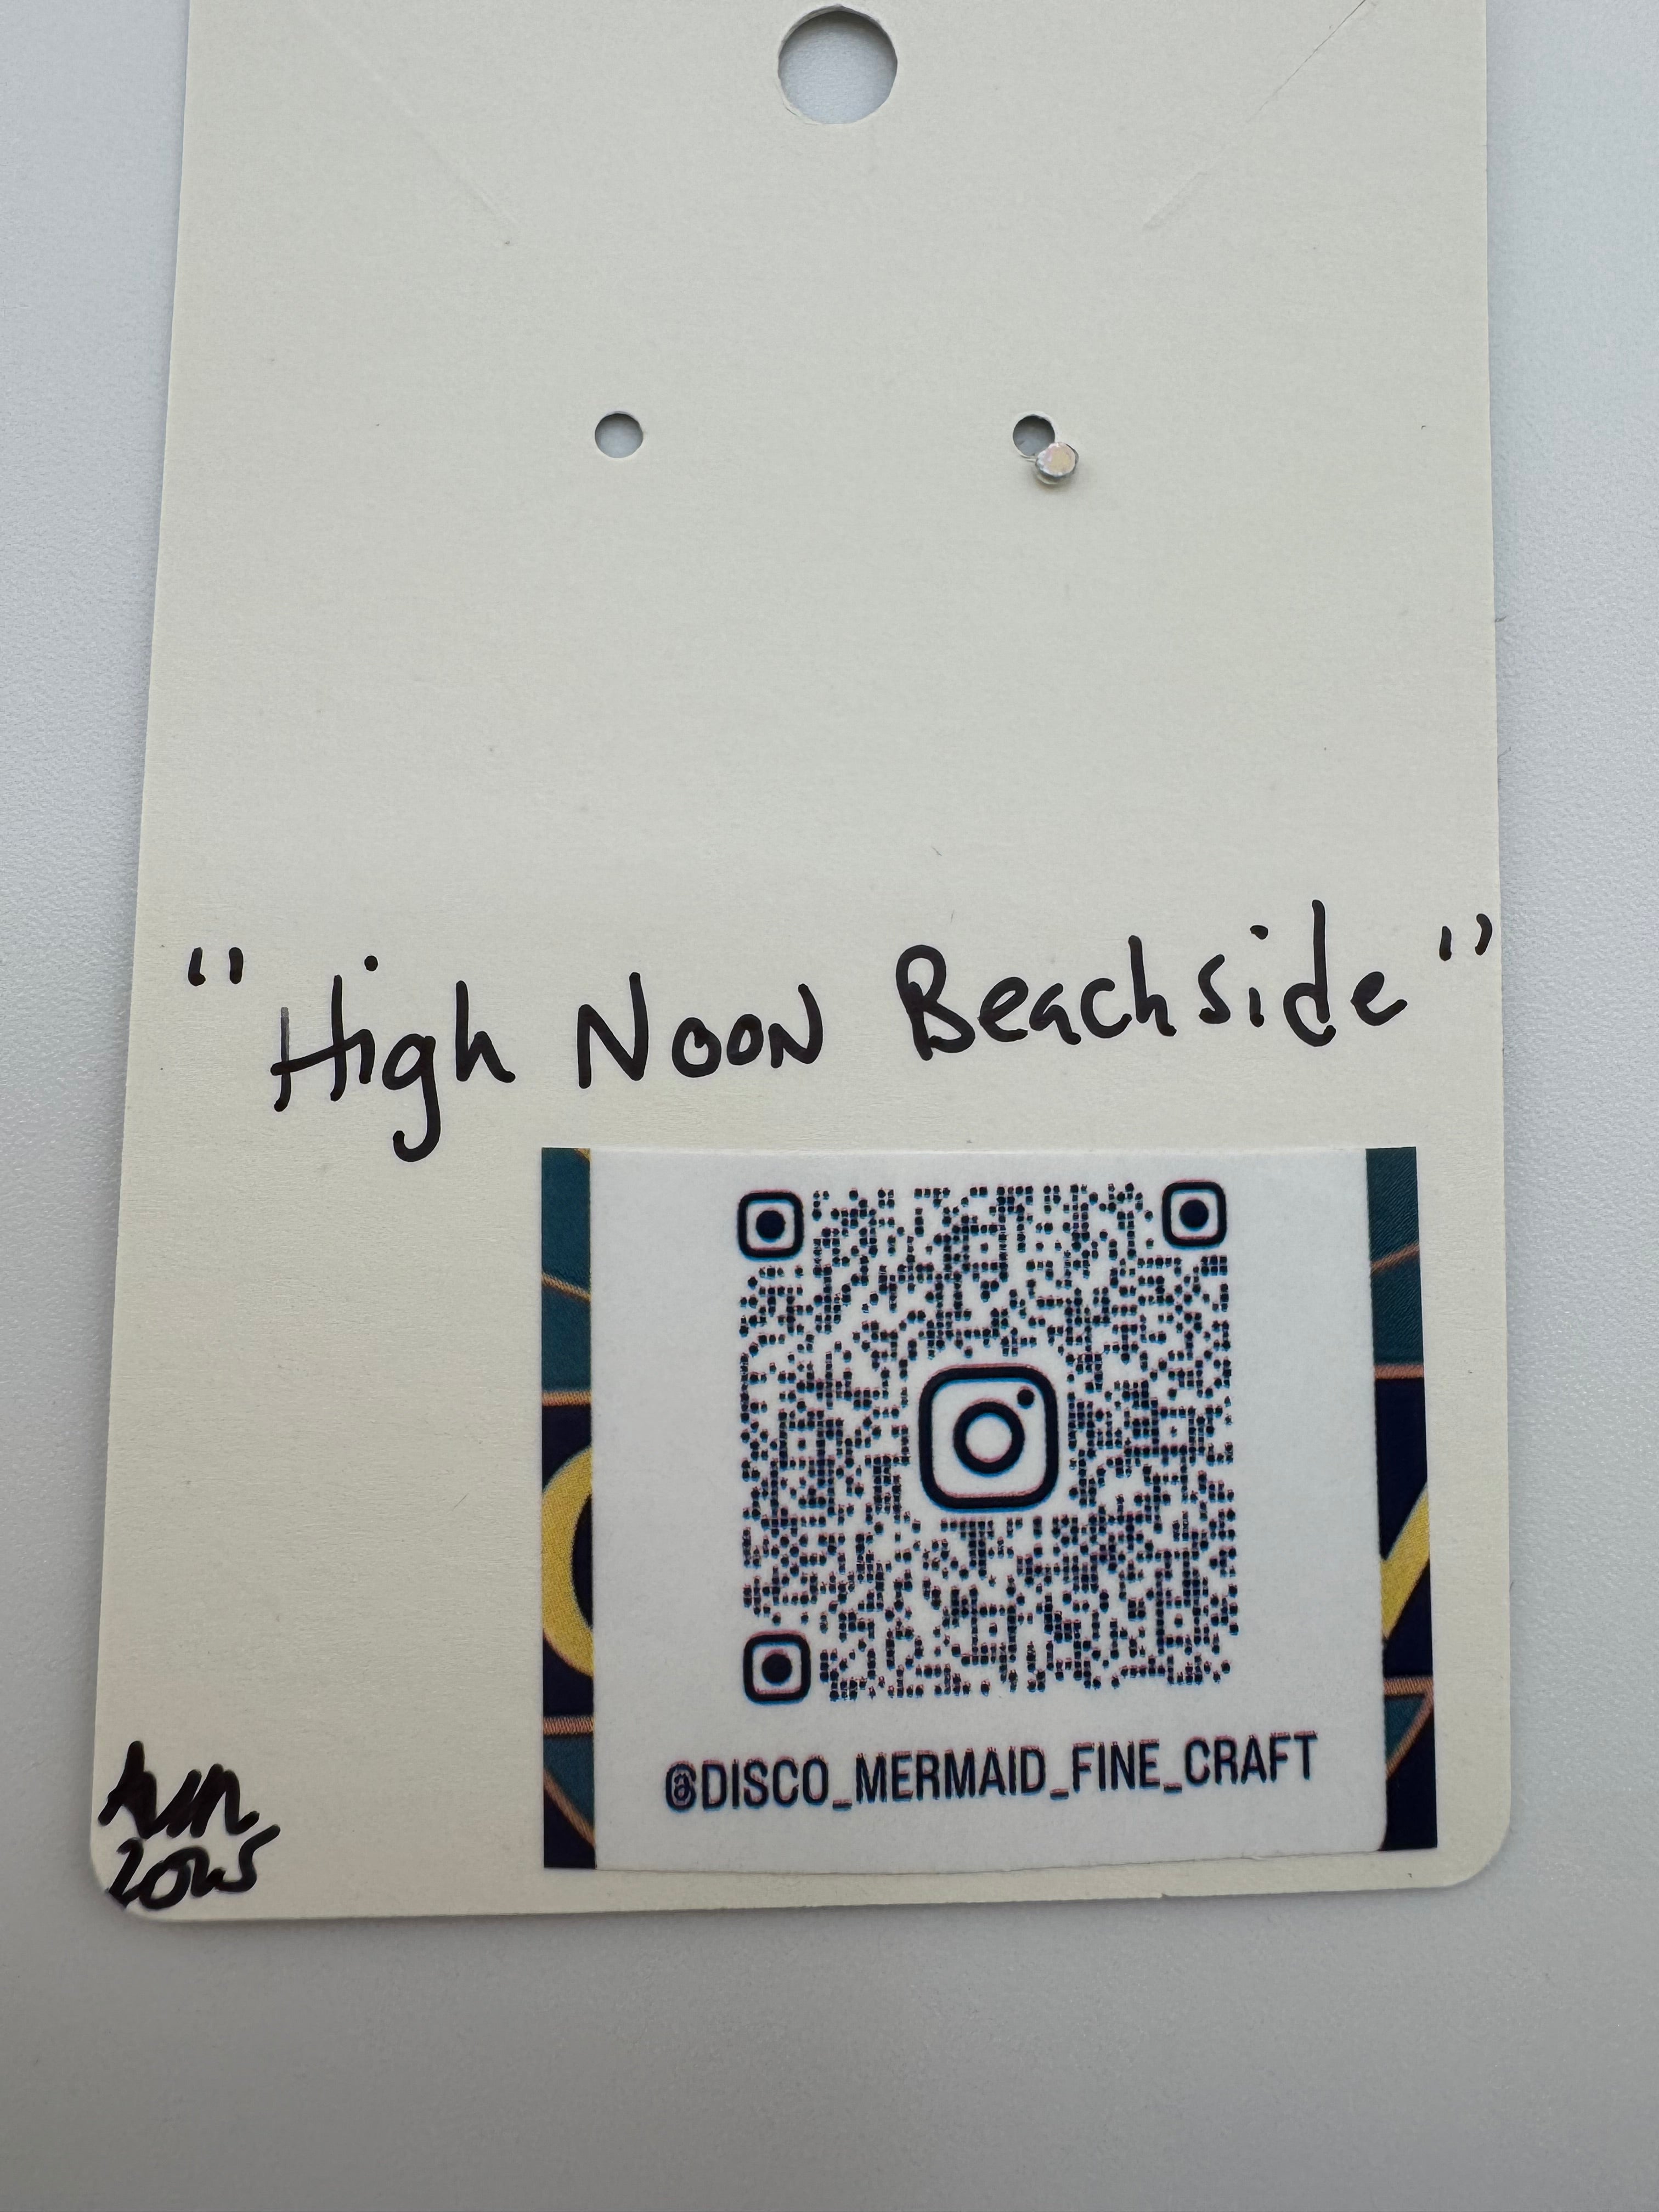 "High Noon Beachside"
@DISCO_MERMAID_FINE_CRAFT
2025